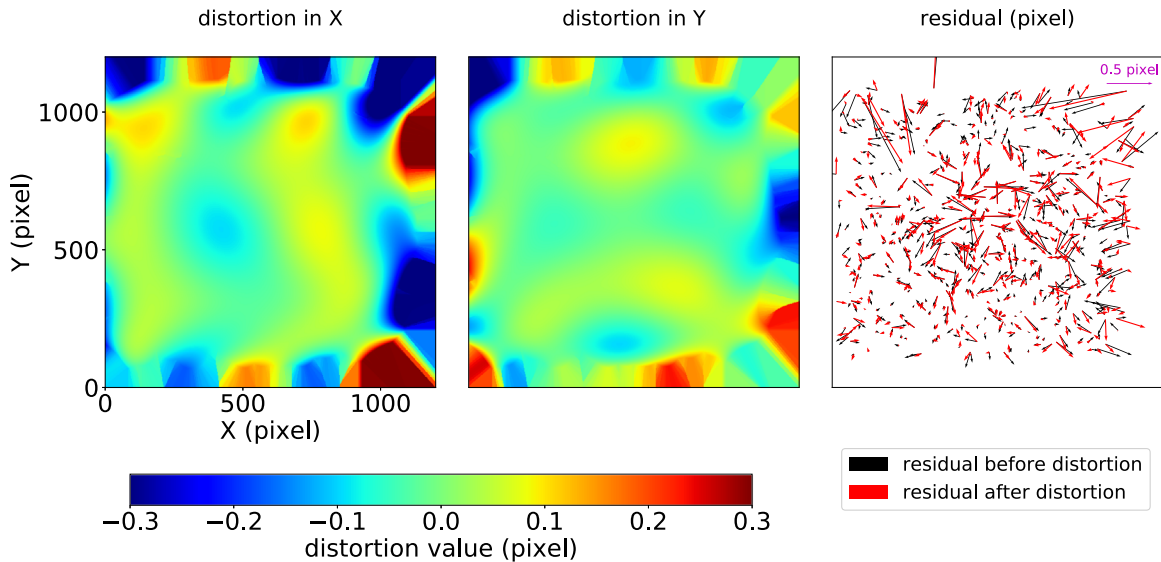 distortion in X
distortion in Y
residual (pixel)
0.5 pixel
1000
500
0
Y (pixel)
0
500
1000
X (pixel)
residual before distortion
residual after distortion
−0.3
−0.2
−0.1
0.0
0.1
0.2
0.3
distortion value (pixel)